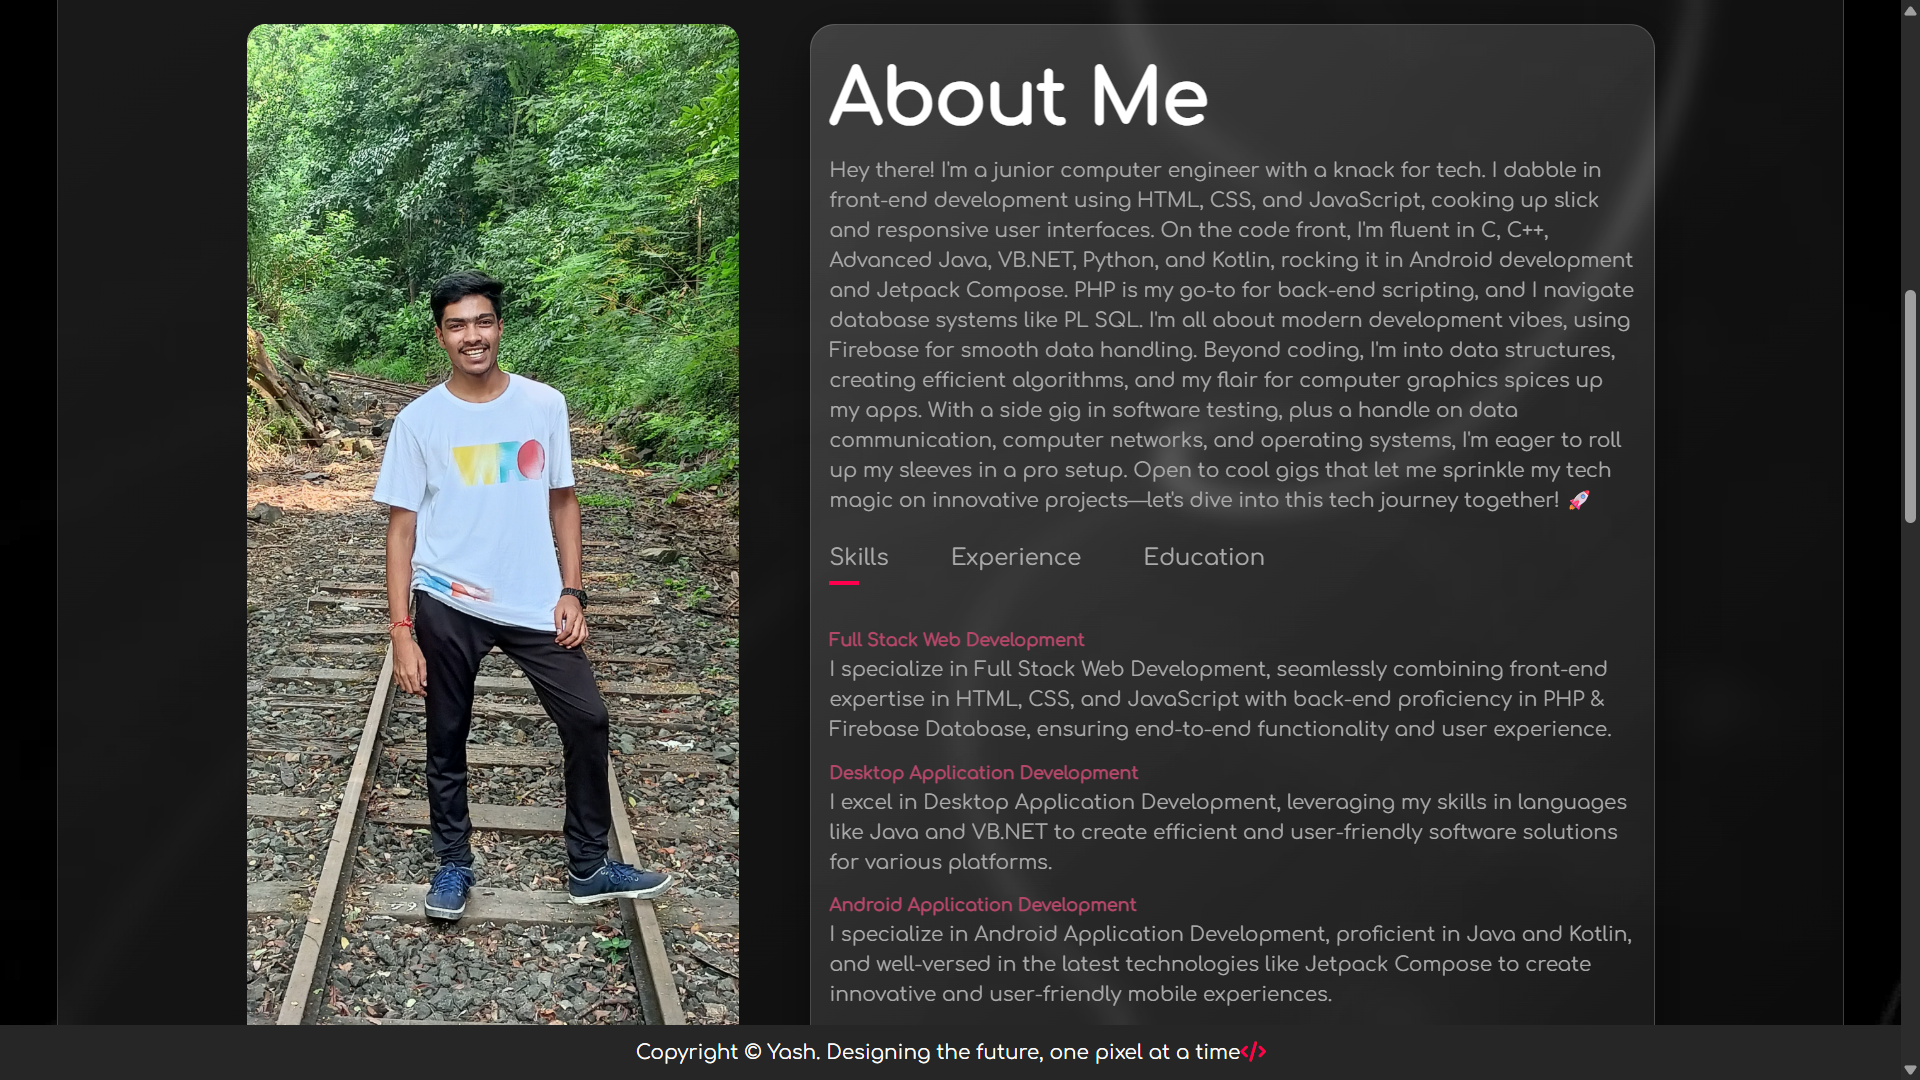 About Me
Hey there! I'm a junior computer engineer with a knack for tech. I dabble in
front-end development using HTML, CSS, and JavaScript, cooking up slick
and responsive user interfaces. On the code front, I'm fluent in C, C++,
Advanced Java, VB.NET, Python, and Kotlin, rocking it in Android development
and Jetpack Compose. PHP is my go-to for back-end scripting, and I navigate
database systems like PL SQL. I'm all about modern development vibes, using
Firebase for smooth data handling. Beyond coding, I'm into data structures,
creating efficient algorithms, and my flair for computer graphics spices up
my apps. With a side gig in software testing, plus a handle on data
communication, computer networks, and operating systems, I'm eager to roll
up my sleeves in a pro setup. Open to cool gigs that let me sprinkle my tech
magic on innovative projects—let's dive into this tech journey together! 🚀
Skills Experience Education
Full Stack Web Development
I specialize in Full Stack Web Development, seamlessly combining front-end
expertise in HTML, CSS, and JavaScript with back-end proficiency in PHP &
Firebase Database, ensuring end-to-end functionality and user experience.
Desktop Application Development
I excel in Desktop Application Development, leveraging my skills in languages
like Java and VB.NET to create efficient and user-friendly software solutions
for various platforms.
Android Application Development
I specialize in Android Application Development, proficient in Java and Kotlin,
and well-versed in the latest technologies like Jetpack Compose to create
innovative and user-friendly mobile experiences.
Copyright © Yash. Designing the future, one pixel at a time</>